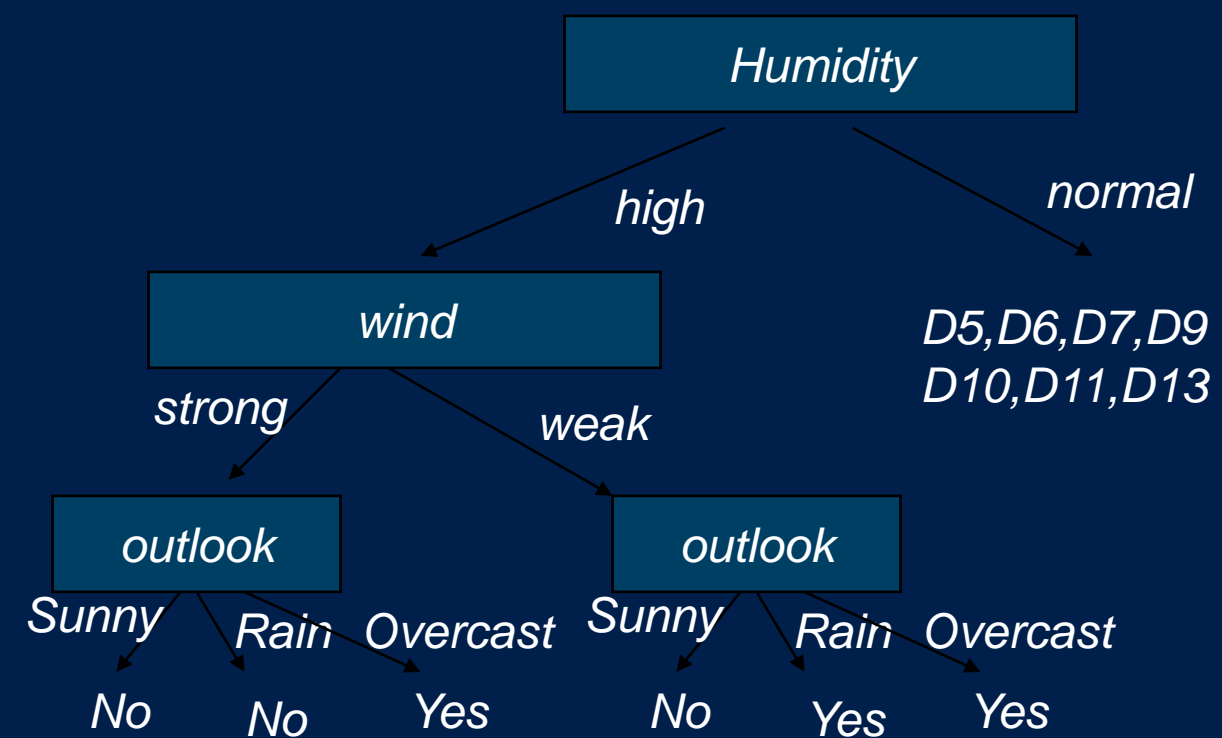 Humidity
high
normal
wind
D5,D6,D7,D9
D10,D11,D13
strong
weak
outlook
outlook
Sunny
Rain
Overcast
Sunny
Rain
Overcast
No
No
Yes
No
Yes
Yes